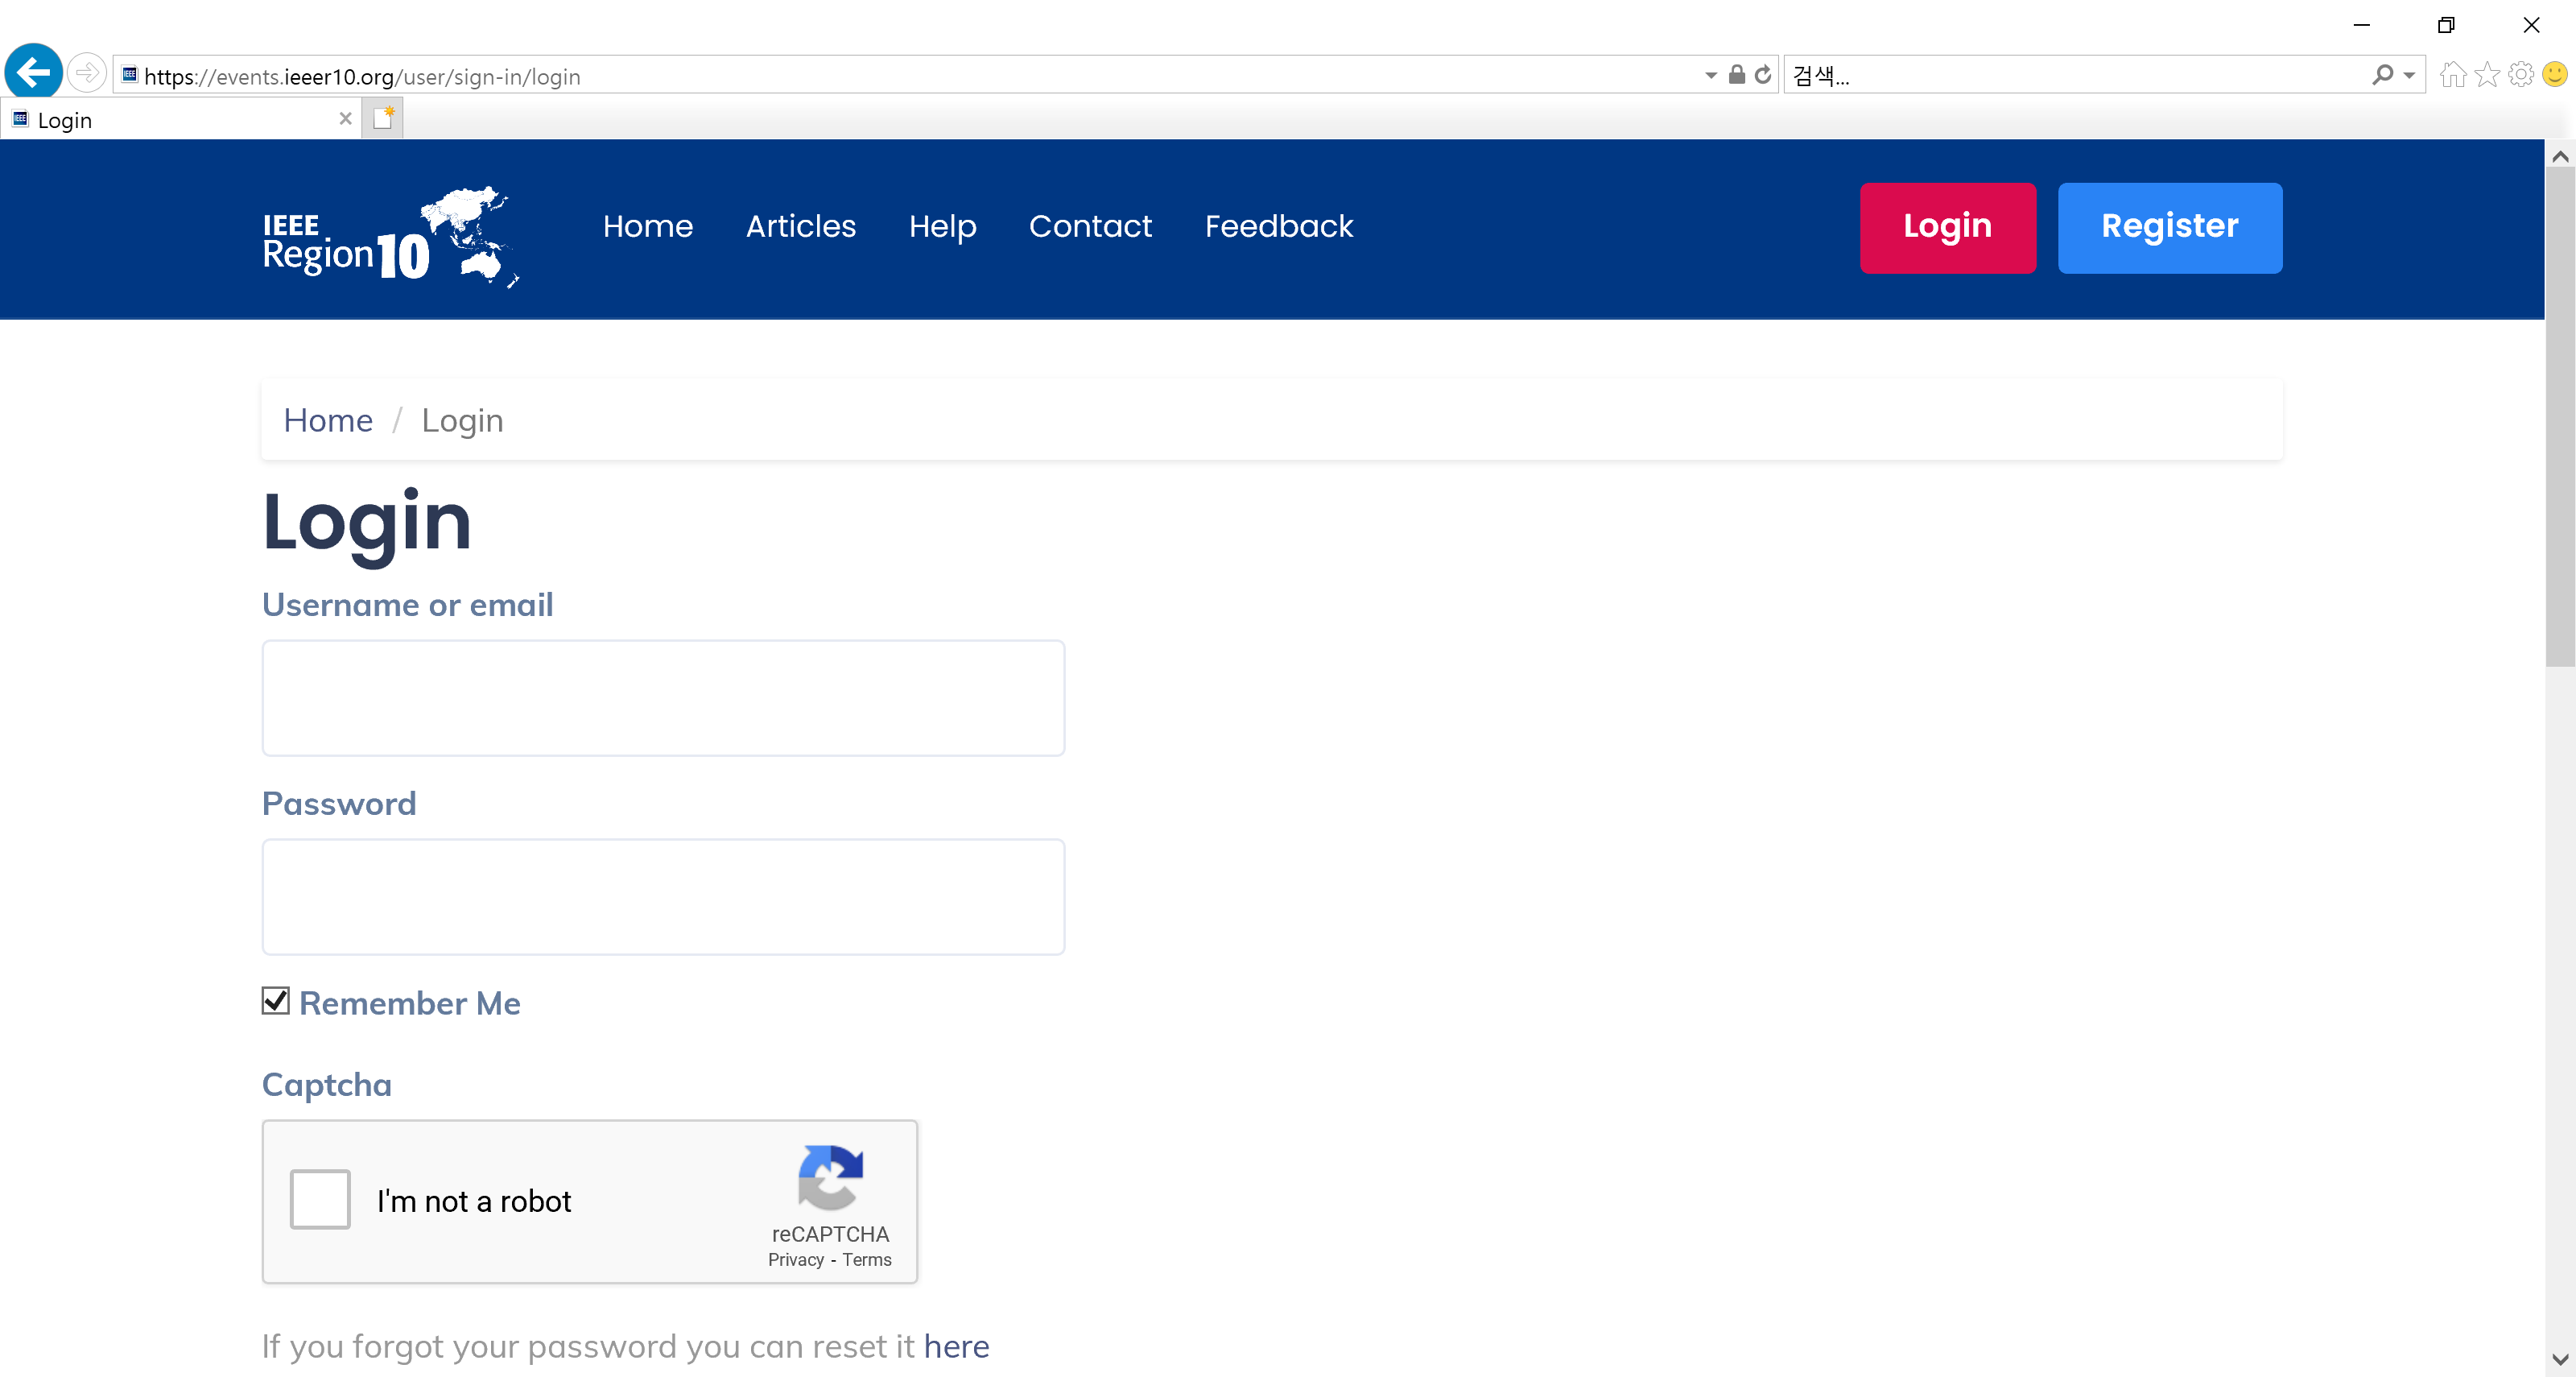 https://events.ieeer10.org/user/sign-in/login
검색...
Login
IEEE
Region 10
Home
Articles
Help
Contact
Feedback
Login
Register
Home / Login
Login
Username or email
Password
Remember Me
Captcha
I'm not a robot
reCAPTCHA
Privacy - Terms
If you forgot your password you can reset it here